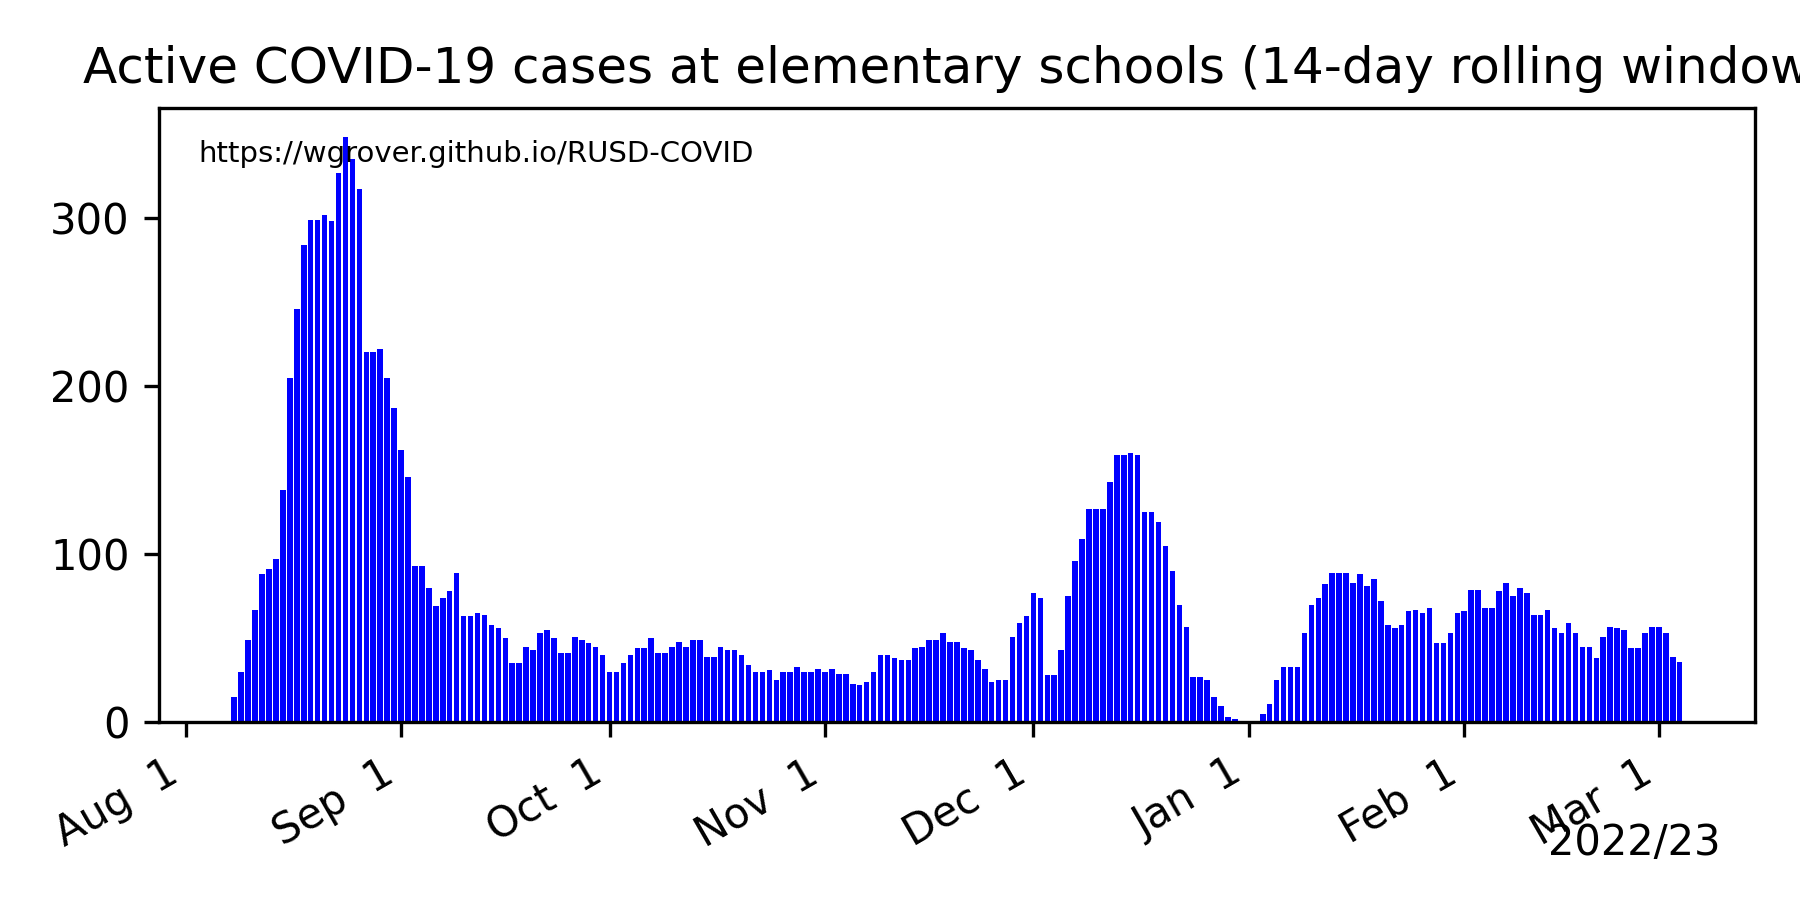 Active COVID-19 cases at elementary schools (14-day rolling window
https://wgrover.github.io/RUSD-COVID
300
200
100
0
Aug 1
Sep 1
Oct 1
Nov 1
Dec 1
Jan 1
Feb 1
Mar 1
2022/23